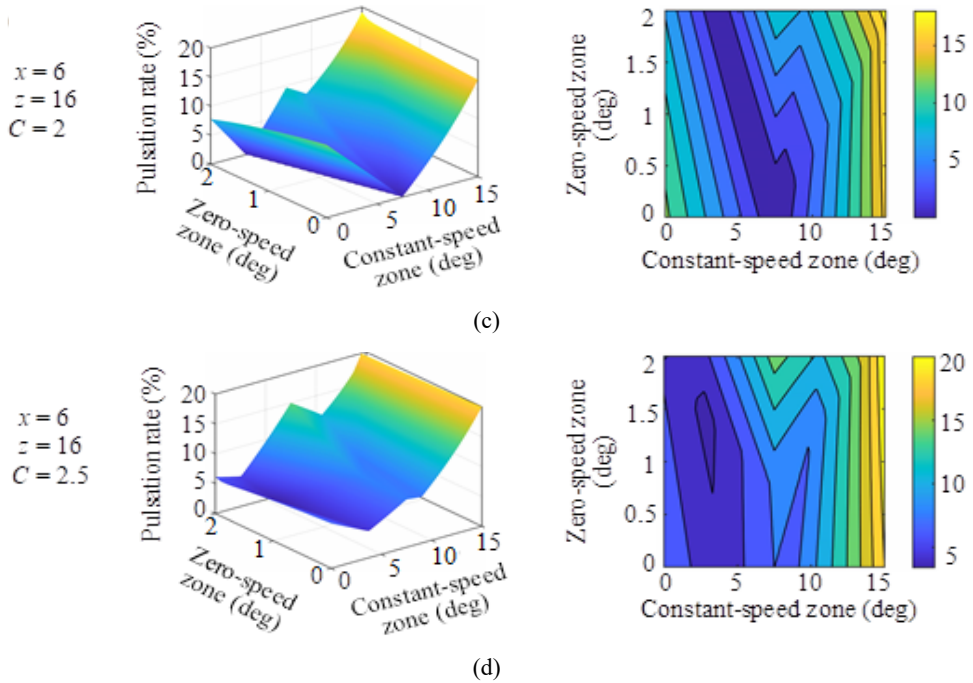 x = 6
z = 16
C = 2
Pulsation rate (%)
20
15
10
5
0
2
1
0
Zero-speed
zone (deg)
0
5
10
15
Constant-speed
zone (deg)
Zero-speed zone
(deg)
2
1.5
1
0.5
0
0
5
10
15
Constant-speed zone (deg)
15
10
5
(c)
x = 6
z = 16
C = 2.5
Pulsation rate (%)
20
15
10
5
0
2
1
0
Zero-speed
zone (deg)
0
5
10
15
Constant-speed
zone (deg)
Zero-speed zone
(deg)
2
1.5
1
0.5
0
0
5
10
15
Constant-speed zone (deg)
20
15
10
5
(d)